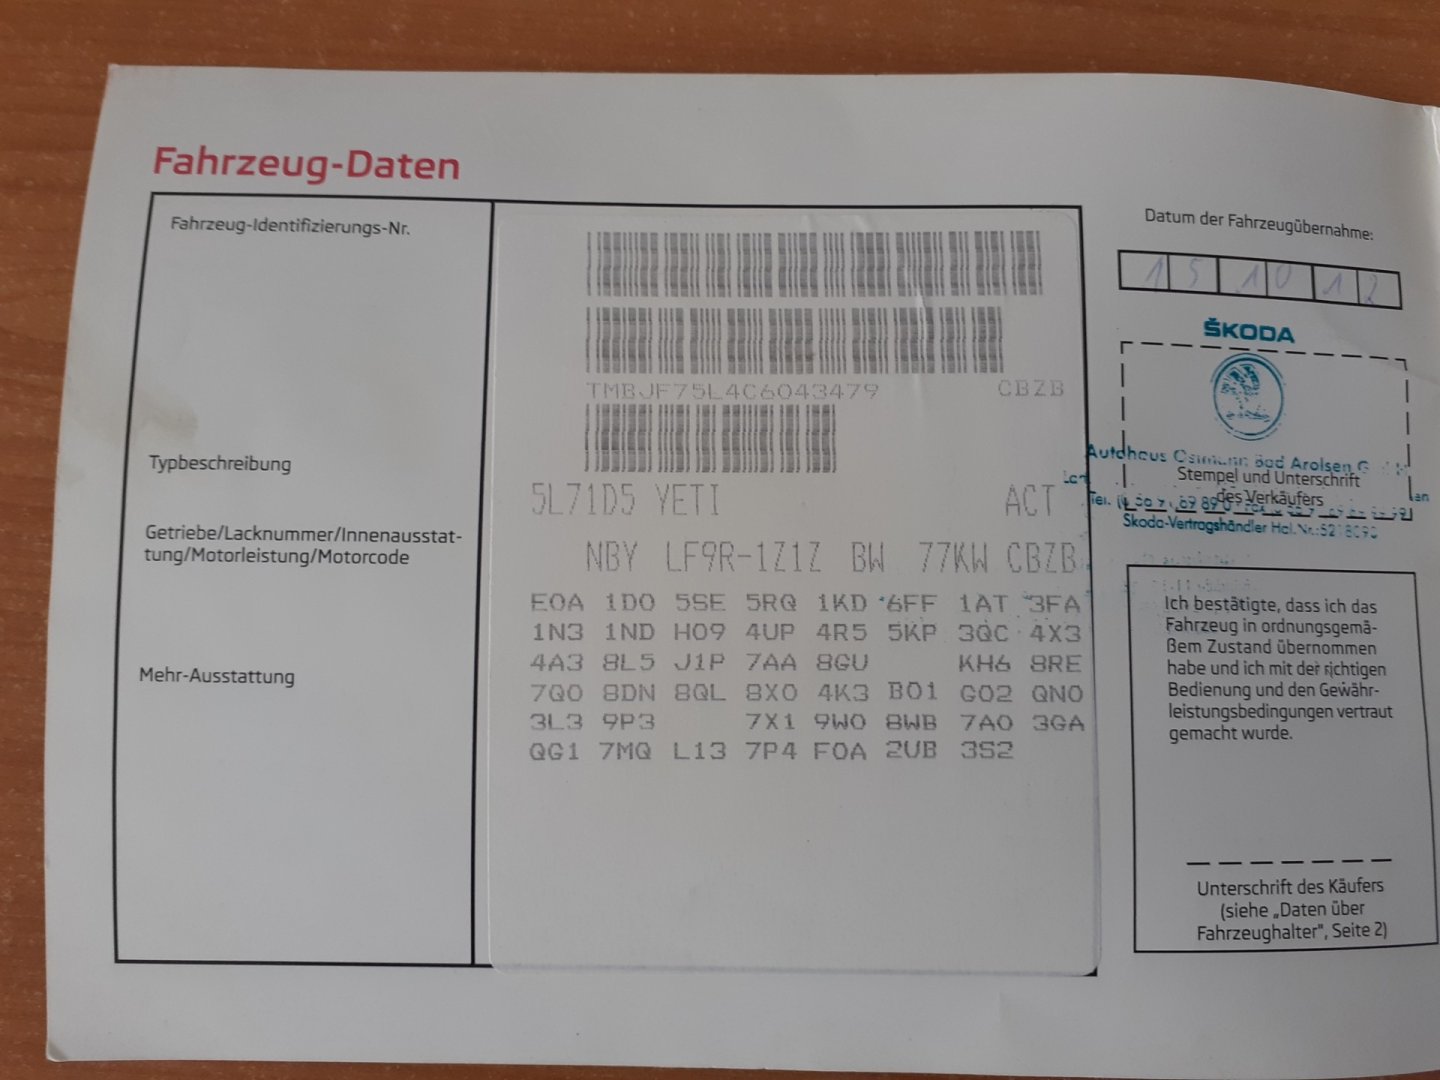 Fahrzeug-Daten
Fahrzeug-Identifizierungs-Nr.
TMBJF75L4C6043479 CBZB
Typbeschreibung
5L71D5 YETI ACT
Getriebe/Lacknummer/Innenausstat-
tung/Motorleistung/Motorcode
NBY LF9R-1Z1Z BW 77KW CBZB
Mehr-Ausstattung
E0A 1D0 5SE 5RQ 1KD 6FF 1AT 3FA
1N3 1ND H09 4UP 4R5 5KP 3QC 4X3
4A3 8L5 J1P 7AA 8GU KH6 8RE
7Q0 8DN 8QL 8X0 4K3 B01 G02 QN0
3L3 9P3 7X1 9W0 8WB 7A0 3GA
QG1 7MQ L13 7P4 F0A 2UB 3S2
Datum der Fahrzeugübernahme:
15 10 12
ŠKODA
Autohaus Bad Arolsen
Stempel und Unterschrift
des Verkäufers
Tel.
Skoda-Vertragshändler
Ich bestätigte, dass ich das
Fahrzeug in ordnungsgemä-
ßem Zustand übernommen
habe und ich mit der richtigen
Bedienung und den Gewähr-
leistungsbedingungen vertraut
gemacht wurde.
Unterschrift des Käufers
(siehe „Daten über
Fahrzeughalter", Seite 2)